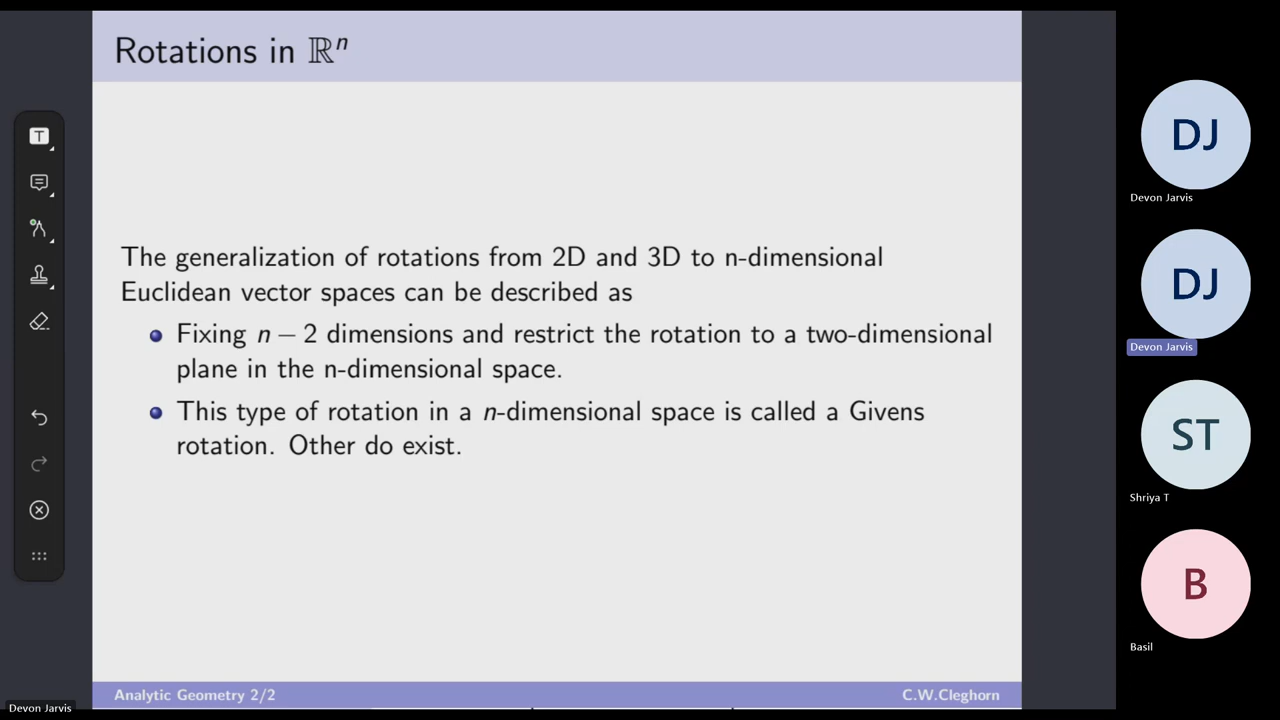 Rotations in ℝⁿ
The generalization of rotations from 2D and 3D to n-dimensional
Euclidean vector spaces can be described as
Fixing n − 2 dimensions and restrict the rotation to a two-dimensional
plane in the n-dimensional space.
This type of rotation in a n-dimensional space is called a Givens
rotation. Other do exist.
Analytic Geometry 2/2
C.W.Cleghorn
Devon Jarvis
T
DJ
Devon Jarvis
DJ
Devon Jarvis
ST
Shriya T
B
Basil